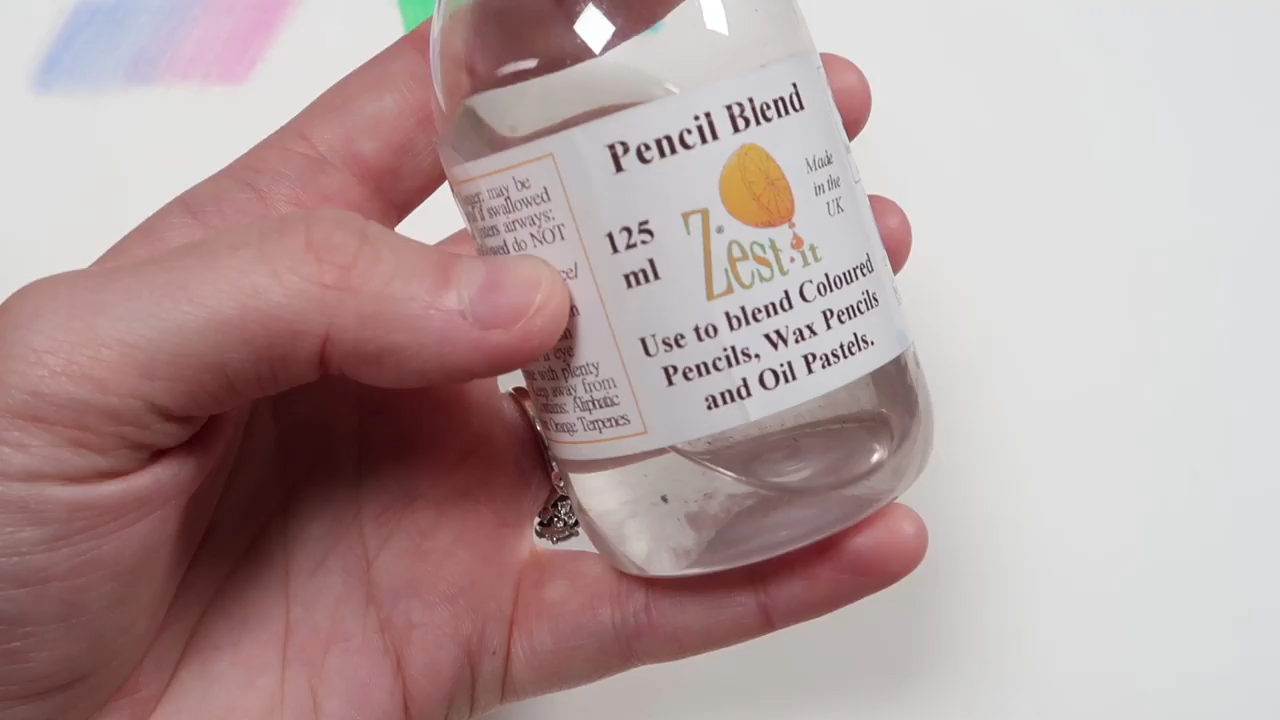 Pencil Blend
125
ml
Zest·it
®
Made
in the
UK
Use to blend Coloured
Pencils, Wax Pencils
and Oil Pastels.
may be
if swallowed
airways:
do NOT
eye
with plenty
away from
Aliphatic
Orange Terpenes